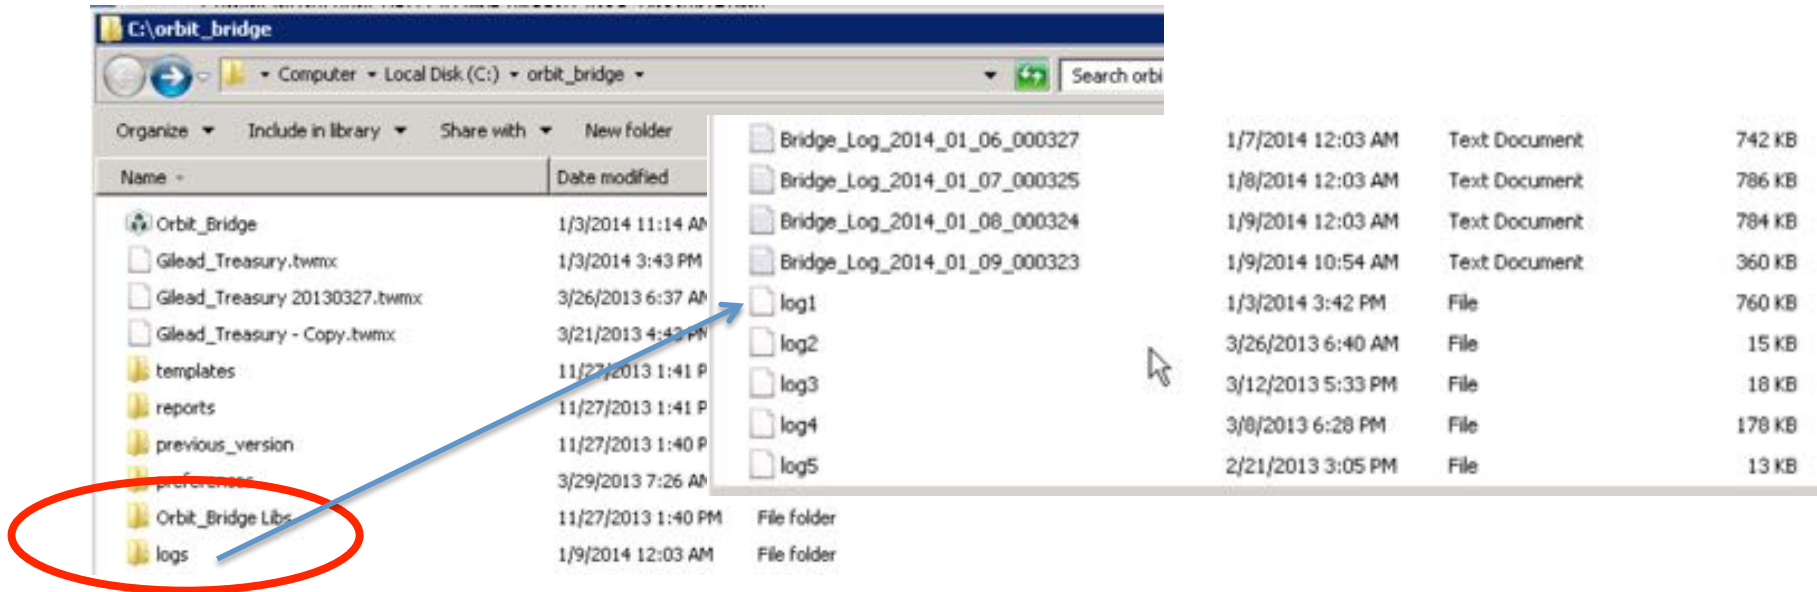 C:\orbit_bridge
Computer Local Disk (C:) orbit_bridge
Search orbi
Organize Include in library Share with New folder
Name Date modified
Orbit_Bridge 1/3/2014 11:14 AM
Gilead_Treasury.twmx 1/3/2014 3:43 PM
Gilead_Treasury 20130327.twmx 3/26/2013 6:37 AM
Gilead_Treasury - Copy.twmx 3/21/2013 4:43 PM
templates 11/27/2013 1:41 P
reports 11/27/2013 1:41 P
previous_version 11/27/2013 1:40 P
preferences 3/29/2013 7:26 AM
Orbit_Bridge Libs 11/27/2013 1:40 PM File folder
logs 1/9/2014 12:03 AM File folder
Bridge_Log_2014_01_06_000327 1/7/2014 12:03 AM Text Document 742 KB
Bridge_Log_2014_01_07_000325 1/8/2014 12:03 AM Text Document 786 KB
Bridge_Log_2014_01_08_000324 1/9/2014 12:03 AM Text Document 784 KB
Bridge_Log_2014_01_09_000323 1/9/2014 10:54 AM Text Document 360 KB
log1 1/3/2014 3:42 PM File 760 KB
log2 3/26/2013 6:40 AM File 15 KB
log3 3/12/2013 5:33 PM File 18 KB
log4 3/8/2013 6:28 PM File 178 KB
log5 2/21/2013 3:05 PM File 13 KB